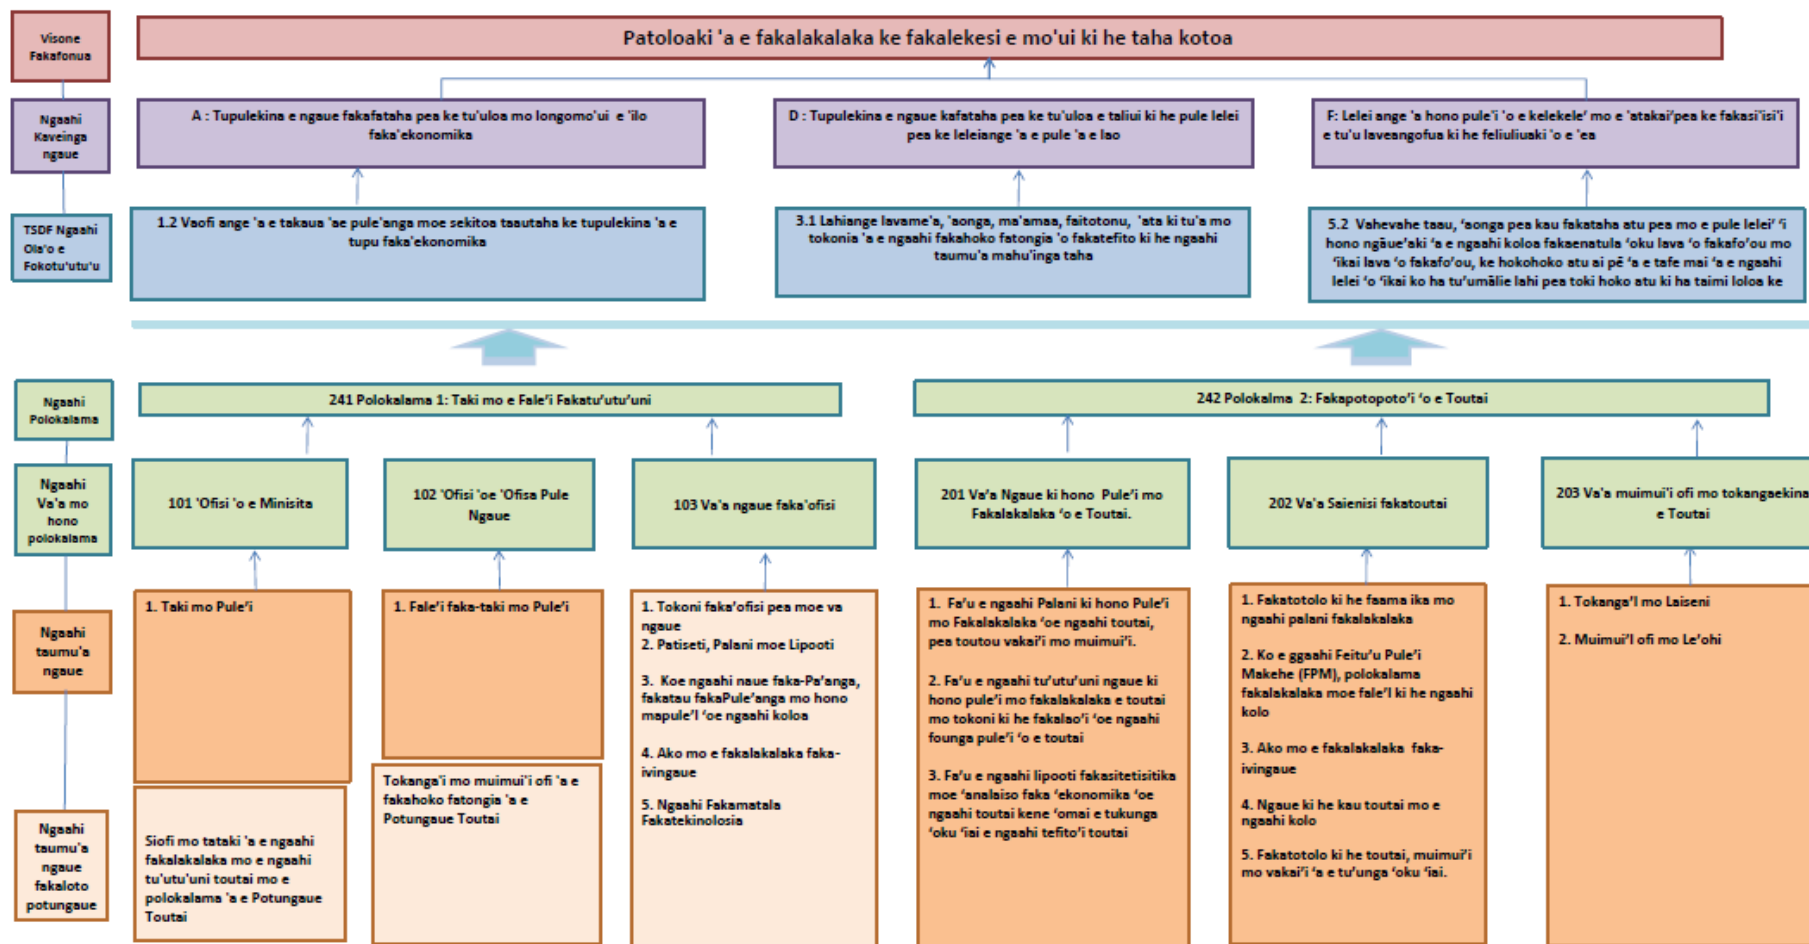 Visone
Fakafonua
Patoloaki 'a e fakalakalaka ke fakalekesi e mo'ui ki he taha kotoa
Ngaahi
Kaveinga
ngaue
A : Tupulekina e ngaue fakafataha pea ke tu'uloa mo longomo'ui e 'ilo
faka'ekonomika
D : Tupulekina e ngaue kafataha pea ke tu'uloa e taliui ki he pule lelei
pea ke leleiange 'a e pule 'a e lao
F: Lelei ange 'a hono pule'i 'o e kelekele' mo e 'atakai'pea ke fakasi'isi'i
e tu'u laveangofua ki he feliuliuaki 'o e 'ea
TSDF Ngaahi
Ola'o e
Fokotu'utu'u
1.2 Vaofi ange 'a e takaua 'ae pule'anga moe sekitoa taautaha ke tupulekina 'a e
tupu faka'ekonomika
3.1 Lahiange lavame'a, 'aonga, ma'amaa, faitotonu, 'ata ki tu'a mo
tokonia 'a e ngaahi fakahoko fatongia 'o fakatefito ki he ngaahi
taumu'a mahu'inga taha
5.2 Vahevahe taau, 'aonga pea kau fakataha atu pea mo e pule lelei' 'i
hono ngāue'aki 'a e ngaahi koloa fakaenatula 'oku lava 'o fakafo'ou mo
'ikai lava 'o fakafo'ou, ke hokohoko atu ai pē 'a e tafe mai 'a e ngaahi
lelei 'o 'ikai ko ha tu'umālie lahi pea toki hoko atu ki ha taimi loloa ke
Ngaahi
Polokalama
241 Polokalama 1: Taki mo e Fale'i Fakatu'utu'uni
242 Polokalma 2: Fakapotopoto'i 'o e Toutai
Ngaahi
Va'a mo
hono
polokalama
101 'Ofisi 'o e Minisita
102 'Ofisi 'oe 'Ofisa Pule
Ngaue
103 Va'a ngaue faka'ofisi
201 Va'a Ngaue ki hono Pule'i mo
Fakalakalaka 'o e Toutai.
202 Va'a Saienisi fakatoutai
203 Va'a muimui'i ofi mo tokangaekina
e Toutai
Ngaahi
taumu'a
ngaue
1. Taki mo Pule'i
1. Fale'i faka-taki mo Pule'i
1. Tokoni faka'ofisi pea moe va
ngaue
2. Patiseti, Palani moe Lipooti
3. Koe ngaahi naue faka-Pa'anga,
fakatau fakaPule'anga mo hono
mapule'I 'oe ngaahi koloa
4. Ako mo e fakalakalaka faka-
ivingaue
5. Ngaahi Fakamatala
Fakatekinolosia
1. Fa'u e ngaahi Palani ki hono Pule'i
mo Fakalakalaka 'oe ngaahi toutai,
pea toutou vakai'i mo muimui'i.
2. Fa'u e ngaahi tu'utu'uni ngaue ki
hono pule'i mo fakalakalaka e toutai
mo tokoni ki he fakalao'i 'oe ngaahi
founga pule'i 'o e toutai
3. Fa'u e ngaahi lipooti fakasitetisitika
moe 'analaiso faka 'ekonomika 'oe
ngaahi toutai kene 'omai e tukunga
'oku 'iai e ngaahi tefito'i toutai
1. Fakatotolo ki he faama ika mo
ngaahi palani fakalakalaka
2. Ko e ggaahi Feitu'u Pule'i
Makehe (FPM), polokalama
fakalakalaka moe fale'I ki he ngaahi
kolo
3. Ako mo e fakalakalaka faka-
ivingaue
4. Ngaue ki he kau toutai mo e
ngaahi kolo
5. Fakatotolo ki he toutai, muimui'i
mo vakai'i 'a e tu'unga 'oku 'iai.
1. Tokanga'I mo Laiseni
2. Muimui'I ofi mo Le'ohi
Ngaahi
taumu'a
ngaue
fakaloto
potungaue
Siofi mo tataki 'a e ngaahi
fakalakalaka mo e ngaahi
tu'utu'uni toutai mo e
polokalama 'a e Potungaue
Toutai
Tokanga'i mo muimui'i ofi 'a e
fakahoko fatongia 'a e
Potungaue Toutai